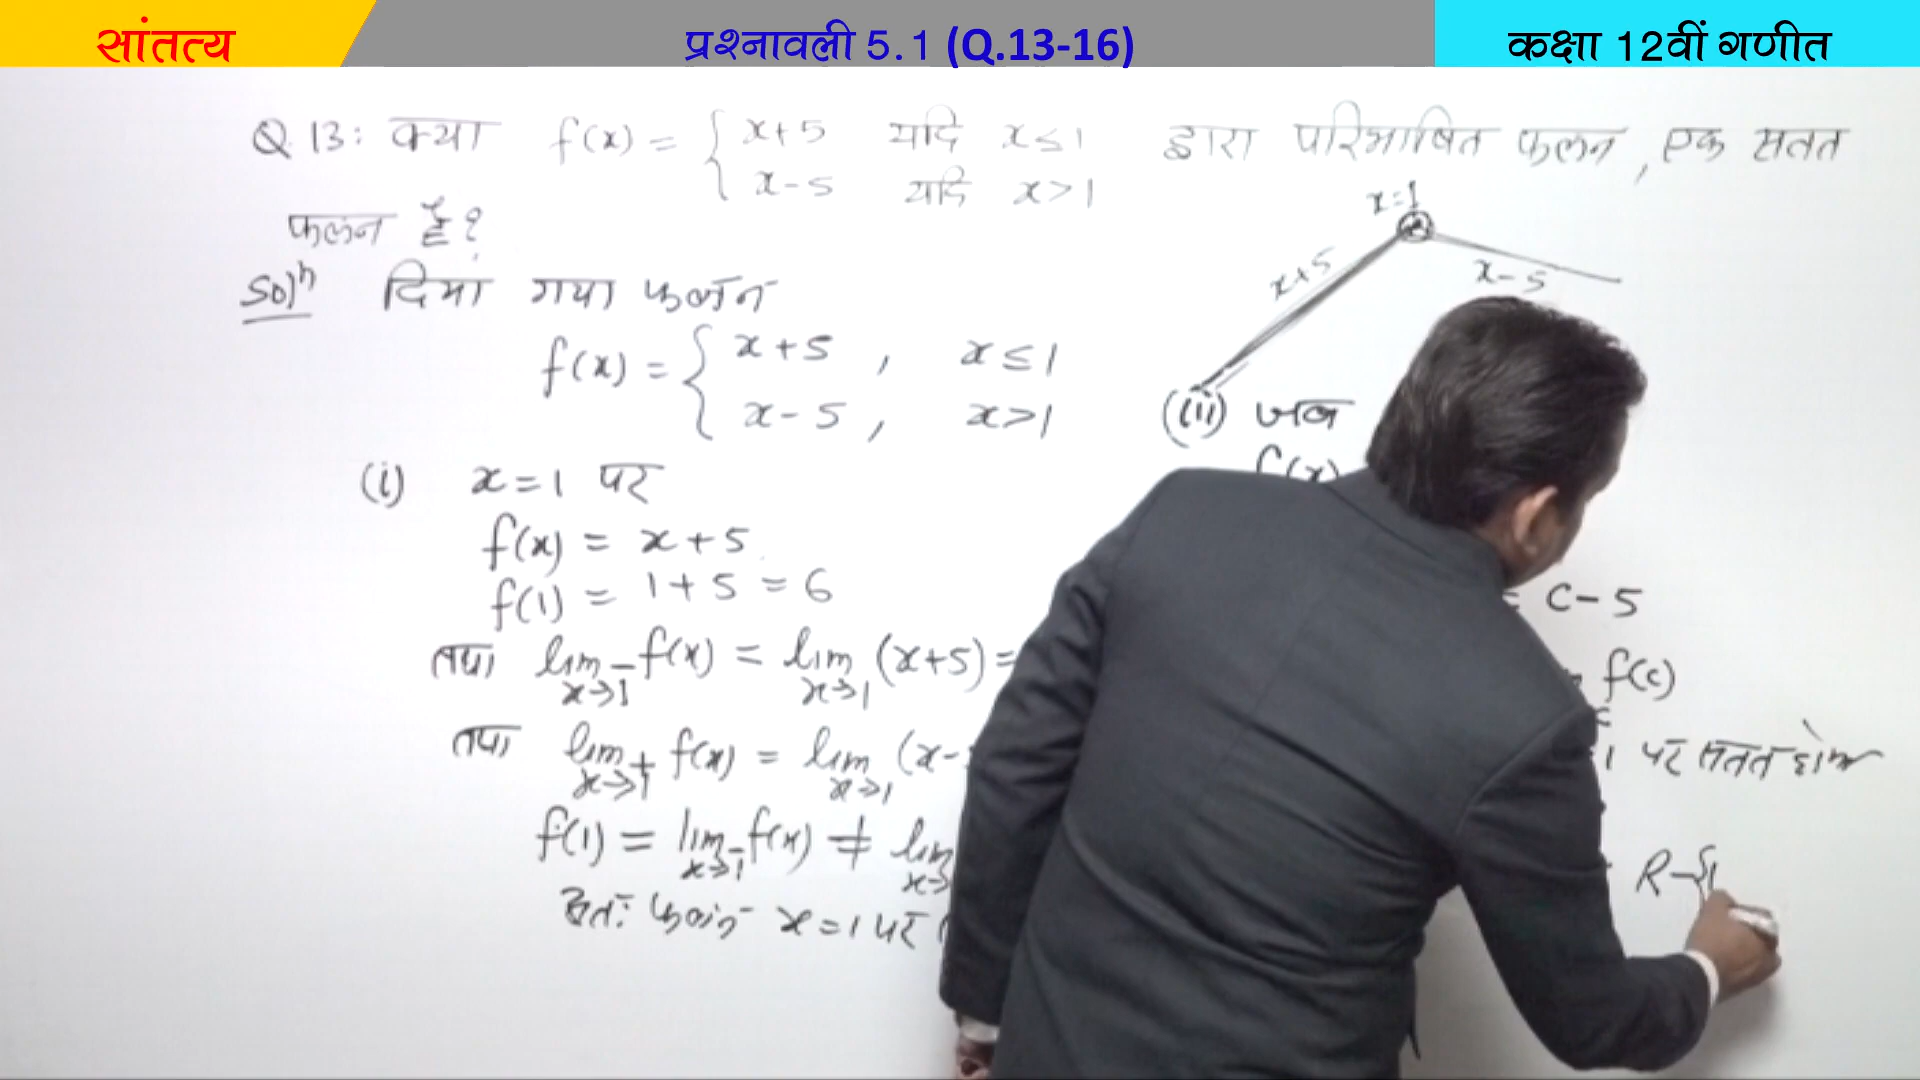 सांतत्य
प्रश्नावली 5.1 (Q.13-16)
कक्षा 12वीं गणीत
Q 13: क्या f(x) = { x+5 यदि x≤1 द्वारा परिभाषित फलन, एक सतत
x-5 यदि x>1
फलन है?
Solⁿ दिया गया फलन
f(x) = { x+5 , x≤1
x-5 , x>1
(i) x=1 पर
f(x) = x+5
f(1) = 1+5 = 6
तथा lim x→1⁻ f(x) = lim x→1 (x+5) =
तथा lim x→1⁺ f(x) = lim x→1 (x-
f(1) = lim x→1⁻ f(x) ≠ lim
अतः फलन x=1 पर
x=1
x+5
x-5
(ii) जब
f(x)
= c-5
f(c)
1 पर सतत
R-{1